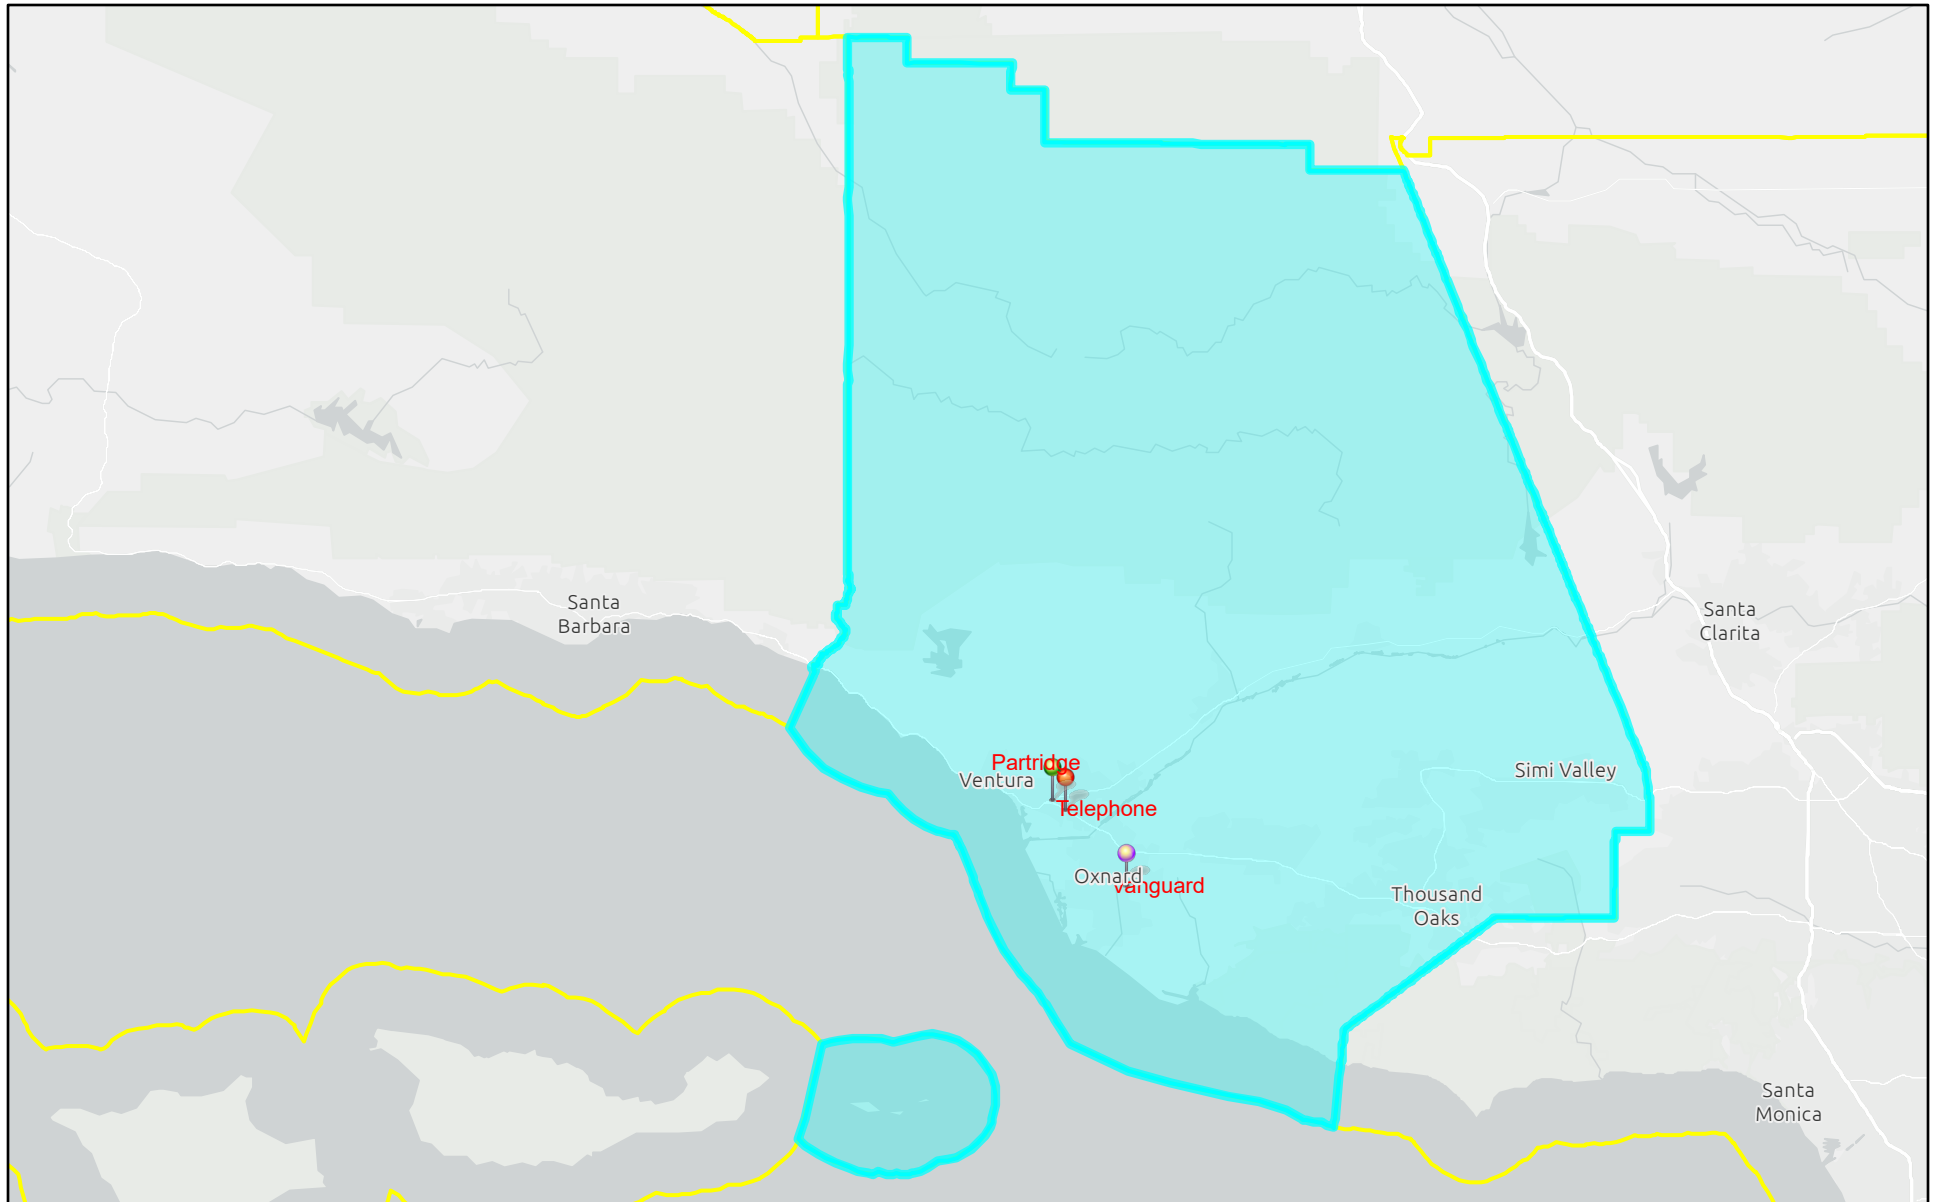 Santa
Barbara
Santa
Clarita
Partridge
Ventura
Simi Valley
Telephone
Oxnard
Vanguard
Thousand
Oaks
Santa
Monica